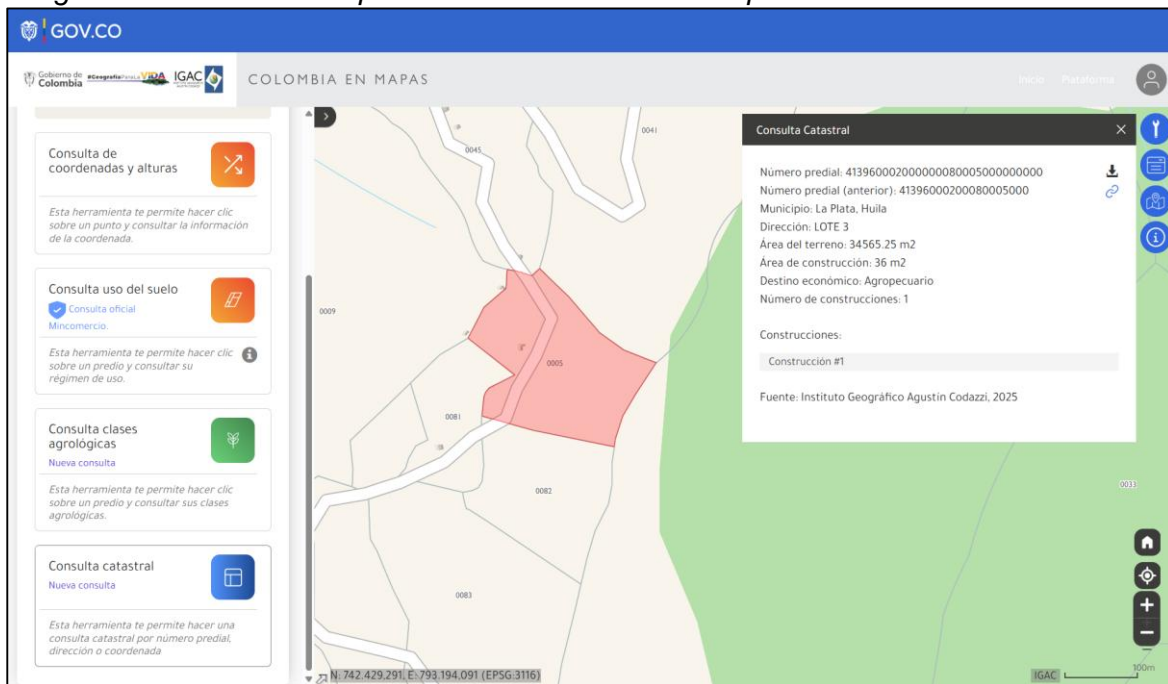 GOV.CO
Gobierno de
Colombia
#GeografíaParaLaVIDA
IGAC
COLOMBIA EN MAPAS
Inicio
Plataforma
Consulta de
coordenadas y alturas
Esta herramienta te permite hacer clic
sobre un punto y consultar la información
de la coordenada.
Consulta uso del suelo
Consulta oficial
Mincomercio.
Esta herramienta te permite hacer clic
sobre un predio y consultar su
régimen de uso.
Consulta clases
agrológicas
Nueva consulta
Esta herramienta te permite hacer clic
sobre un predio y consultar sus clases
agrológicas.
Consulta catastral
Nueva consulta
Esta herramienta te permite hacer una
consulta catastral por número predial,
dirección o coordenada
0041
0045
0009
0005
0081
0082
0083
0033
Consulta Catastral
Número predial: 413960002000000080005000000000
Número predial (anterior): 41396000200080005000
Municipio: La Plata, Huila
Dirección: LOTE 3
Área del terreno: 34565.25 m2
Área de construcción: 36 m2
Destino económico: Agropecuario
Número de construcciones: 1
Construcciones:
Construcción #1
Fuente: Instituto Geográfico Agustín Codazzi, 2025
N: 742.429,291, E: 793.194,091 (EPSG:3116)
IGAC
100m